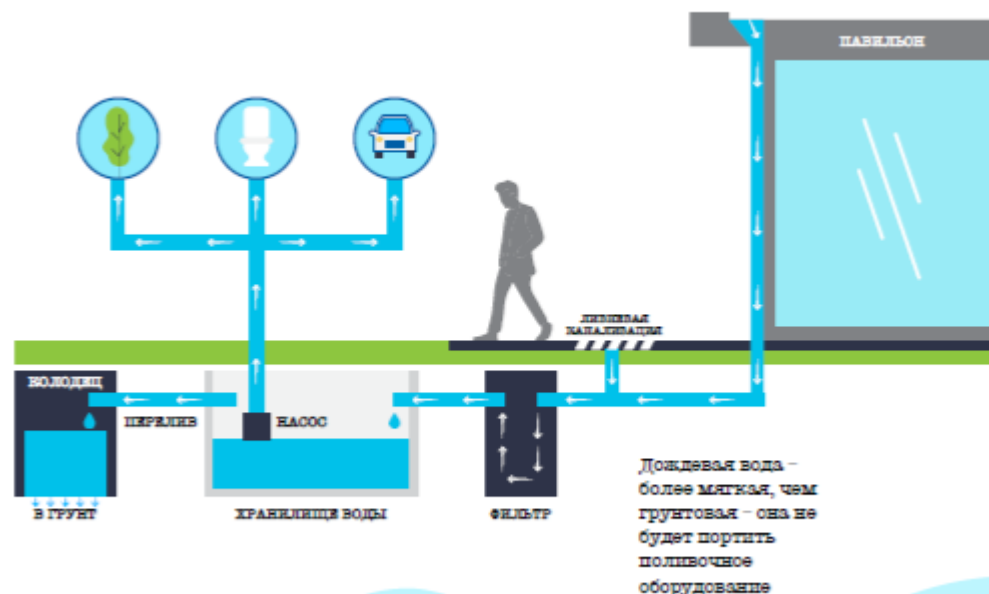 ПАВИЛЬОН
ЛИВНЕВАЯ
КАНАЛИЗАЦИЯ
КОЛОДЕЦ
ПЕРЕЛИВ
НАСОС
В ГРУНТ
ХРАНИЛИЩЕ ВОДЫ
ФИЛЬТР
Дождевая вода –
более мягкая, чем
грунтовая – она не
будет портить
поливочное
оборудование